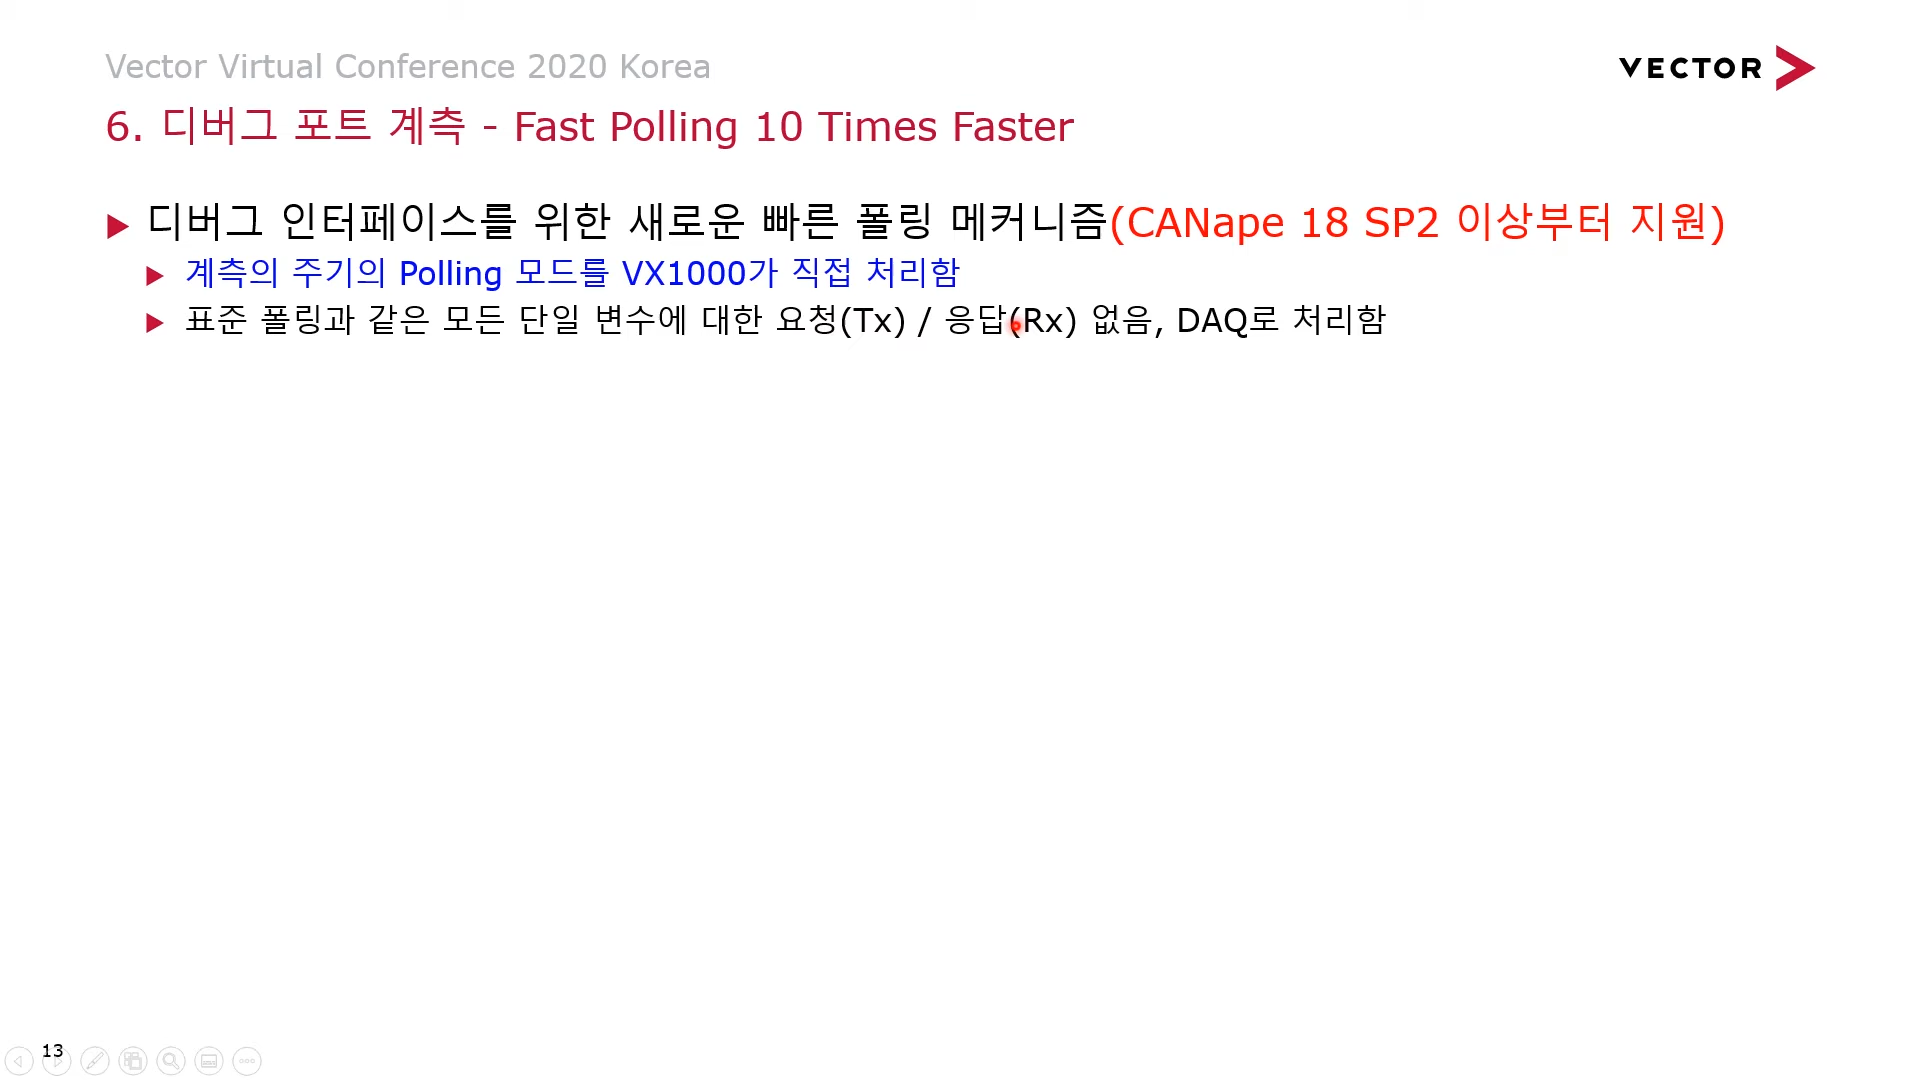 Vector Virtual Conference 2020 Korea
VECTOR
6. 디버그 포트 계측 - Fast Polling 10 Times Faster
디버그 인터페이스를 위한 새로운 빠른 폴링 메커니즘(CANape 18 SP2 이상부터 지원)
계측의 주기의 Polling 모드를 VX1000가 직접 처리함
표준 폴링과 같은 모든 단일 변수에 대한 요청(Tx) / 응답(Rx) 없음, DAQ로 처리함
13